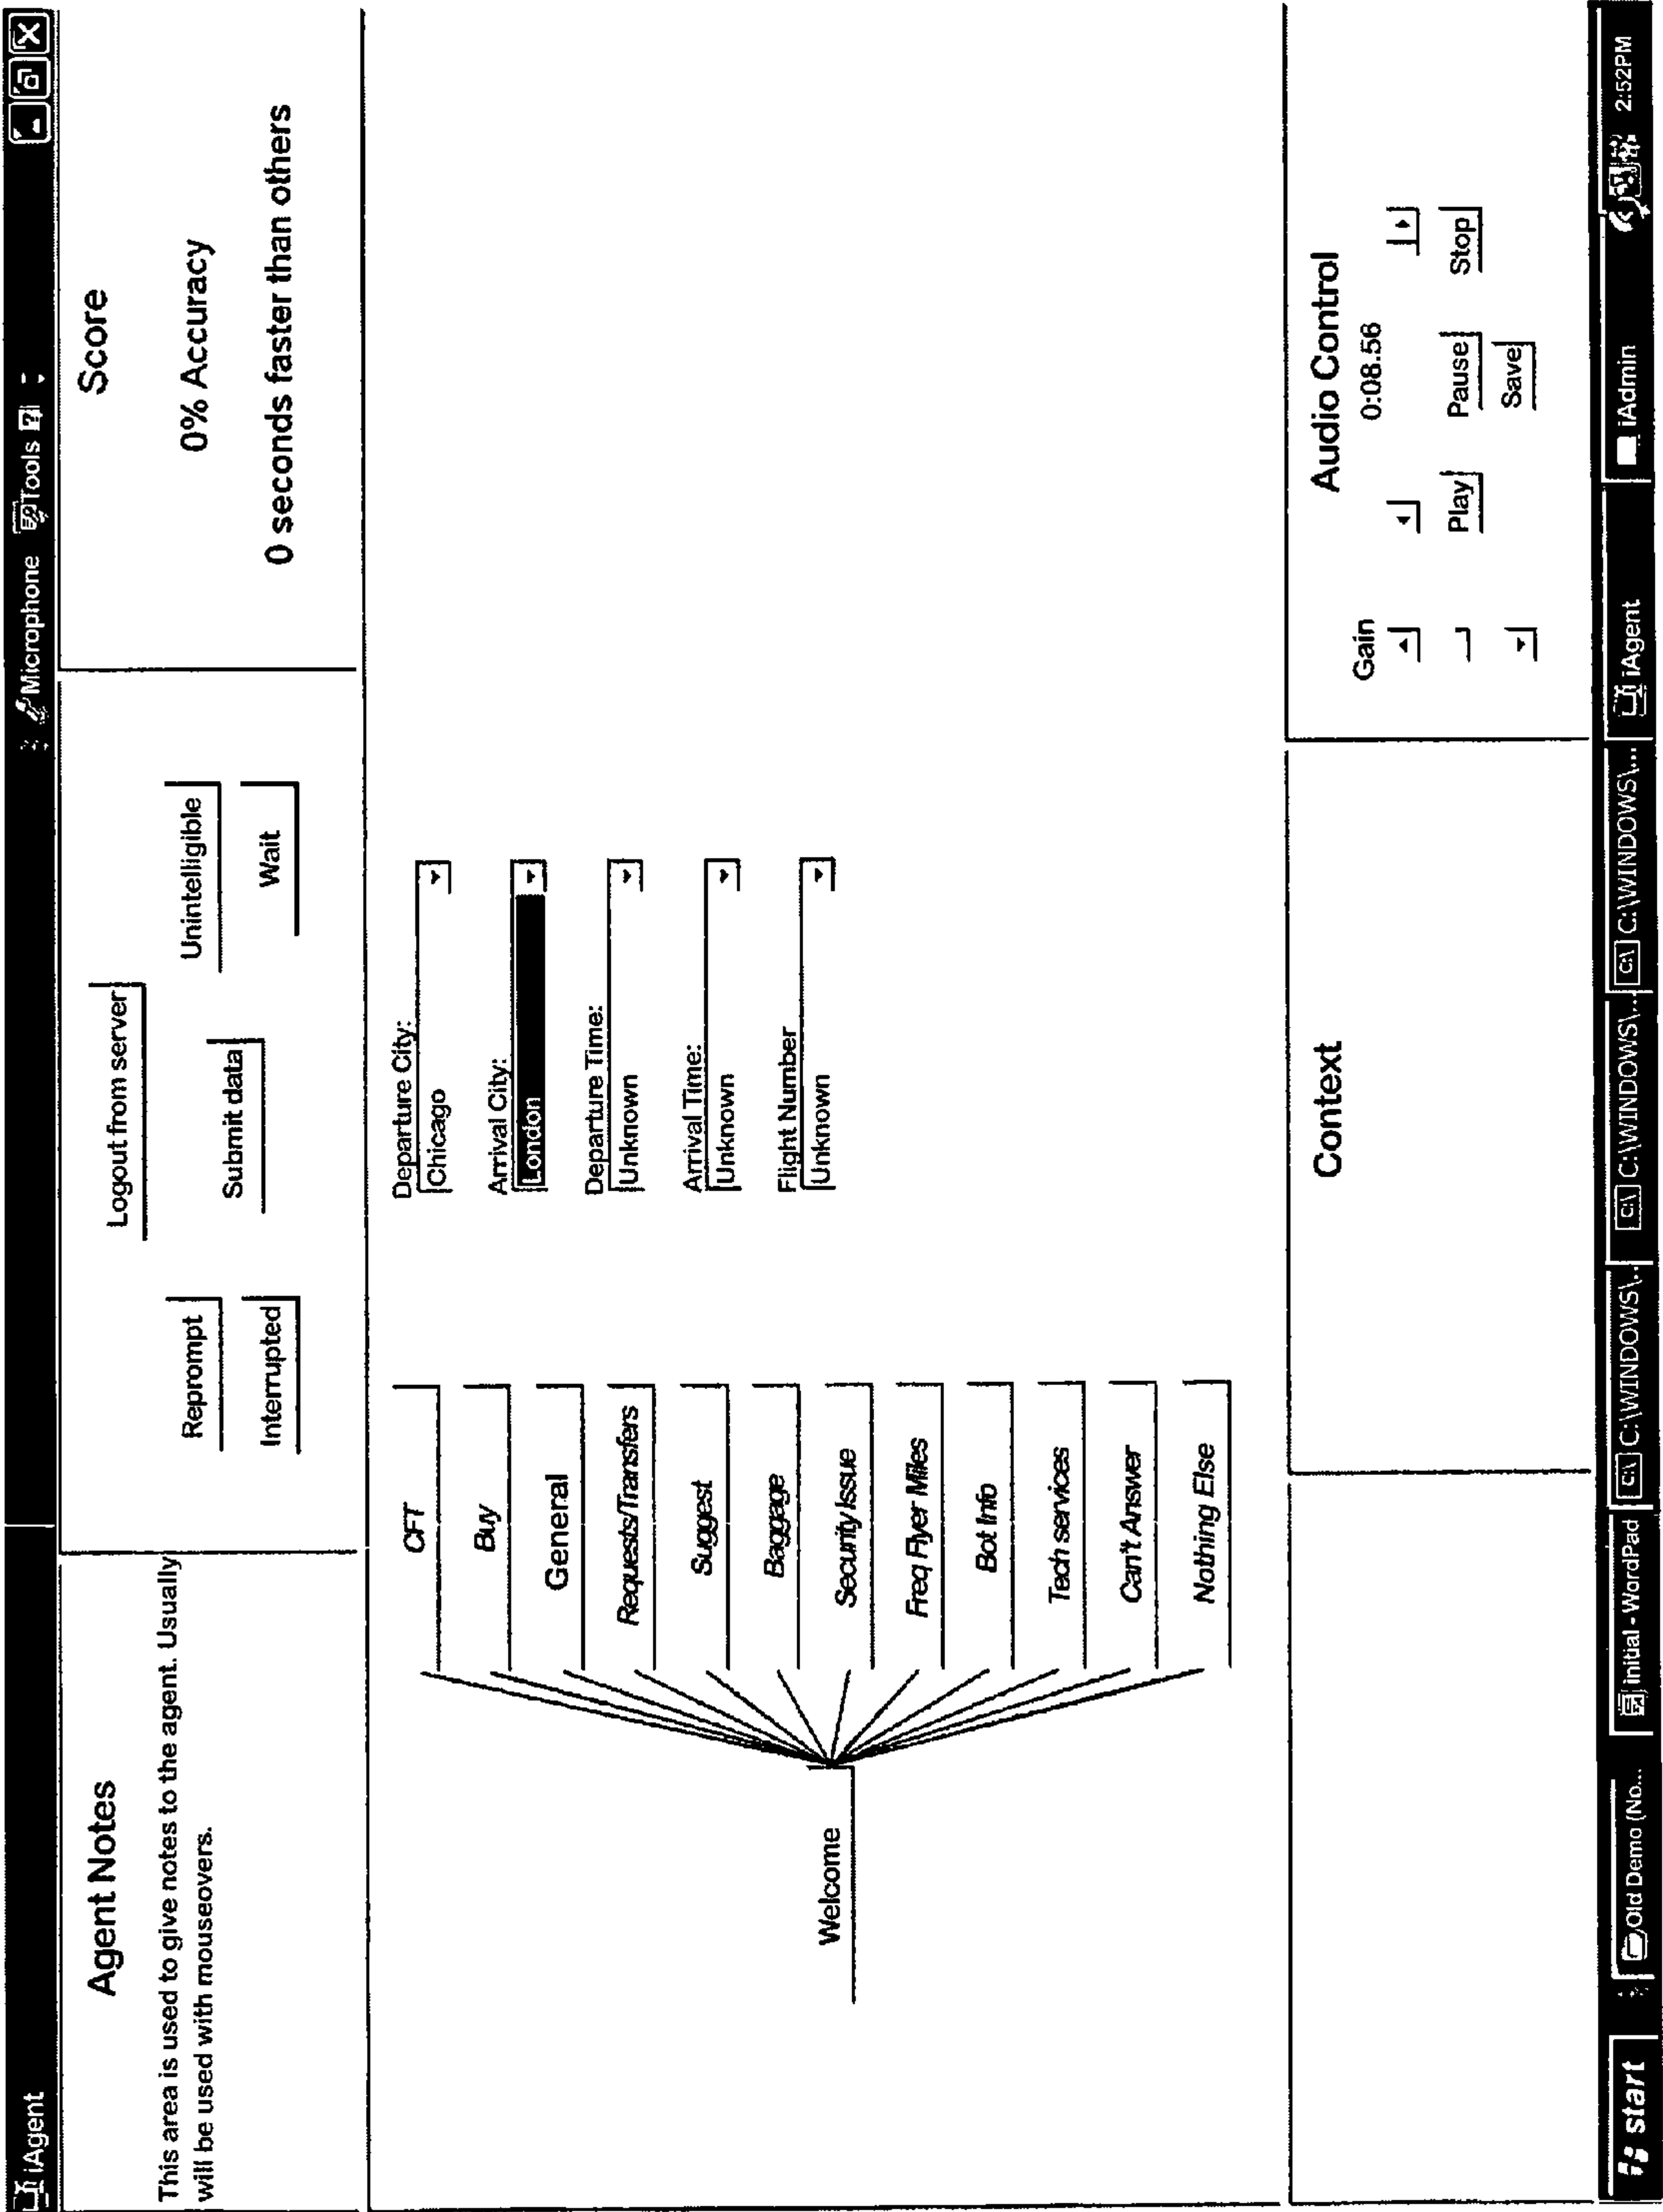 iAgent
Microphone Tools
Agent Notes
This area is used to give notes to the agent. Usually
will be used with mouseovers.
Logout from server
Reprompt
Unintelligible
Submit data
Interrupted
Wait
Score
0% Accuracy
0 seconds faster than others
Welcome
CFT
Buy
General
Requests/Transfers
Suggest
Baggage
Security Issue
Freq Flyer Miles
Bot Info
Tech services
Can't Answer
Nothing Else
Departure City:
Chicago
Arrival City:
London
Departure Time:
Unknown
Arrival Time:
Unknown
Flight Number
Unknown
Context
Audio Control
Gain
0:08.56
Play
Pause
Stop
Save
start
Old Demo (No...
initial - WordPad
C:\ C:\WINDOWS\...
C:\ C:\WINDOWS\...
C:\ C:\WINDOWS\...
iAgent
iAdmin
2:52PM